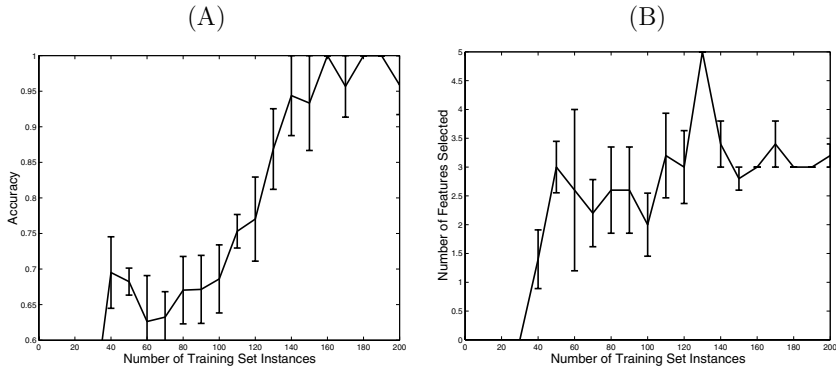 (A)
(B)
1
0.95
0.9
0.85
0.8
0.75
0.7
0.65
0.6
0 20 40 60 80 100 120 140 160 180 200
Accuracy
Number of Training Set Instances
5
4.5
4
3.5
3
2.5
2
1.5
1
0.5
0
0 20 40 60 80 100 120 140 160 180 200
Number of Features Selected
Number of Training Set Instances